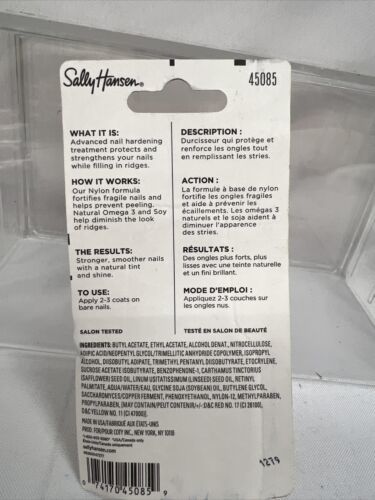 Sally Hansen®
45085
WHAT IT IS:
Advanced nail hardening
treatment protects and
strengthens your nails
while filling in ridges.
HOW IT WORKS:
Our Nylon formula
fortifies fragile nails and
helps prevent peeling.
Natural Omega 3 and Soy
help diminish the look
of ridges.
THE RESULTS:
Stronger, smoother nails
with a natural tint
and shine.
TO USE:
Apply 2-3 coats on
bare nails.
DESCRIPTION :
Durcisseur qui protège et
renforce les ongles tout
en remplissant les stries.
ACTION :
La formule à base de nylon
fortifie les ongles fragiles
et aide à prévenir les
écaillements. Les omégas 3
naturels et le soja aident à
diminuer l'apparence
des stries.
RÉSULTATS :
Des ongles plus forts, plus
lisses avec une teinte naturelle
et un fini brillant.
MODE D'EMPLOI :
Appliquez 2-3 couches sur
les ongles nus.
SALON TESTED
TESTÉ EN SALON DE BEAUTÉ
INGREDIENTS: BUTYL ACETATE, ETHYL ACETATE, ALCOHOL DENAT., NITROCELLULOSE,
ADIPIC ACID/NEOPENTYL GLYCOL/TRIMELLITIC ANHYDRIDE COPOLYMER, ISOPROPYL
ALCOHOL, DIISOBUTYL ADIPATE, TRIMETHYL PENTANYL DIISOBUTYRATE, ETOCRYLENE,
SUCROSE ACETATE ISOBUTYRATE, BENZOPHENONE-1, CARTHAMUS TINCTORIUS
(SAFFLOWER) SEED OIL, LINUM USITATISSIMUM (LINSEED) SEED OIL, RETINYL
PALMITATE, AQUA/WATER/EAU, GLYCINE SOJA (SOYBEAN) OIL, BUTYLENE GLYCOL,
SACCHAROMYCES/COPPER FERMENT, PHENOXYETHANOL, NYLON-12, METHYLPARABEN,
PROPYLPARABEN, [MAY CONTAIN/PEUT CONTENIR/+/-: D&C RED NO. 17 (CI 26100),
D&C YELLOW NO. 11 (CI 47000)].
MADE IN USA/FABRIQUÉ AUX ÉTATS-UNIS
PROD. FOR/POUR COTY INC., NEW YORK, NY 10118
*USA/Canada only
États-Unis/Canada uniquement
sallyhansen.com
0 74170 45085 9
1279